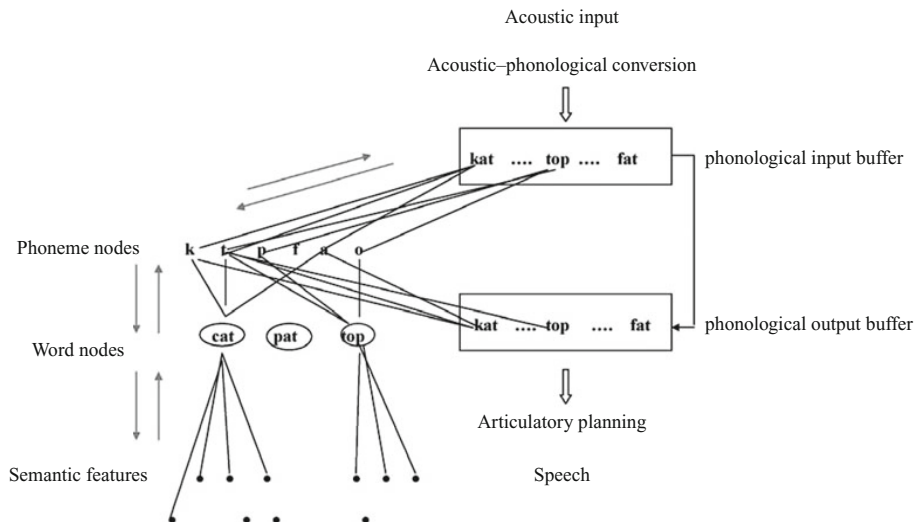 Acoustic input
Acoustic–phonological conversion
kat .... top .... fat
phonological input buffer
Phoneme nodes
k t p f a o
kat .... top .... fat
phonological output buffer
cat pat top
Word nodes
Articulatory planning
Semantic features
Speech